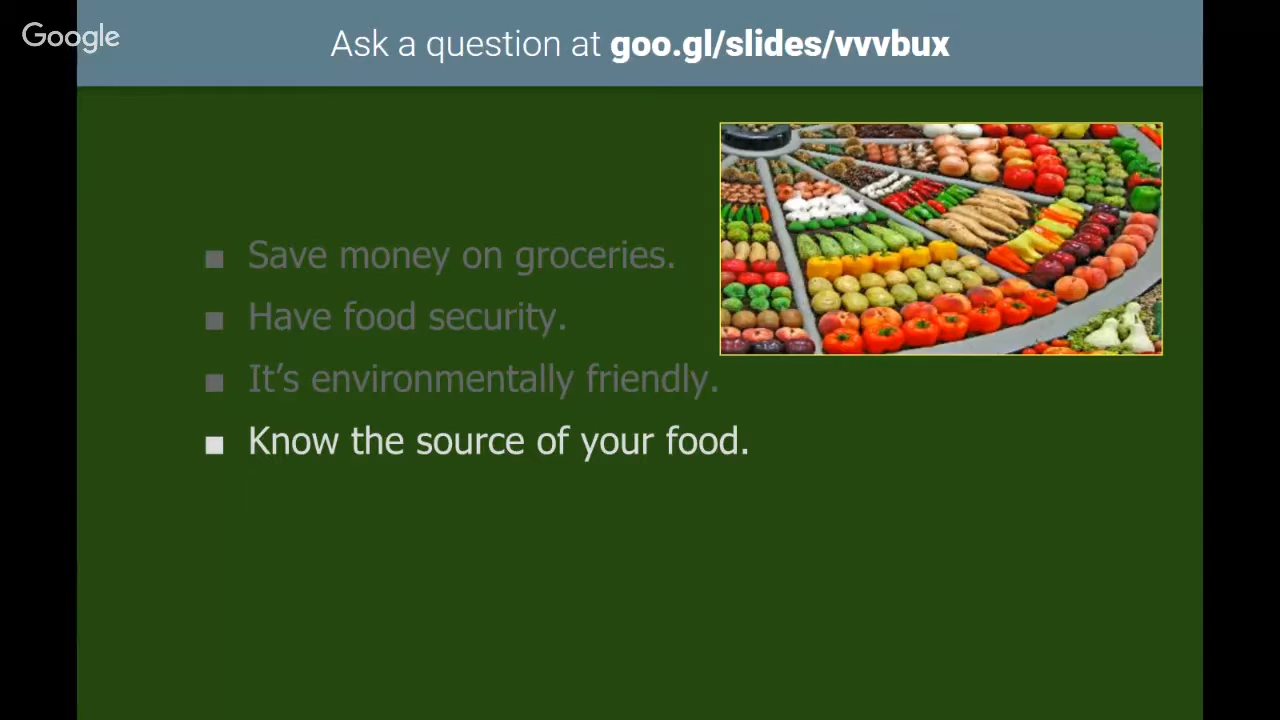 Google
Ask a question at goo.gl/slides/vvvbux
■ Save money on groceries.
■ Have food security.
■ It’s environmentally friendly.
■ Know the source of your food.